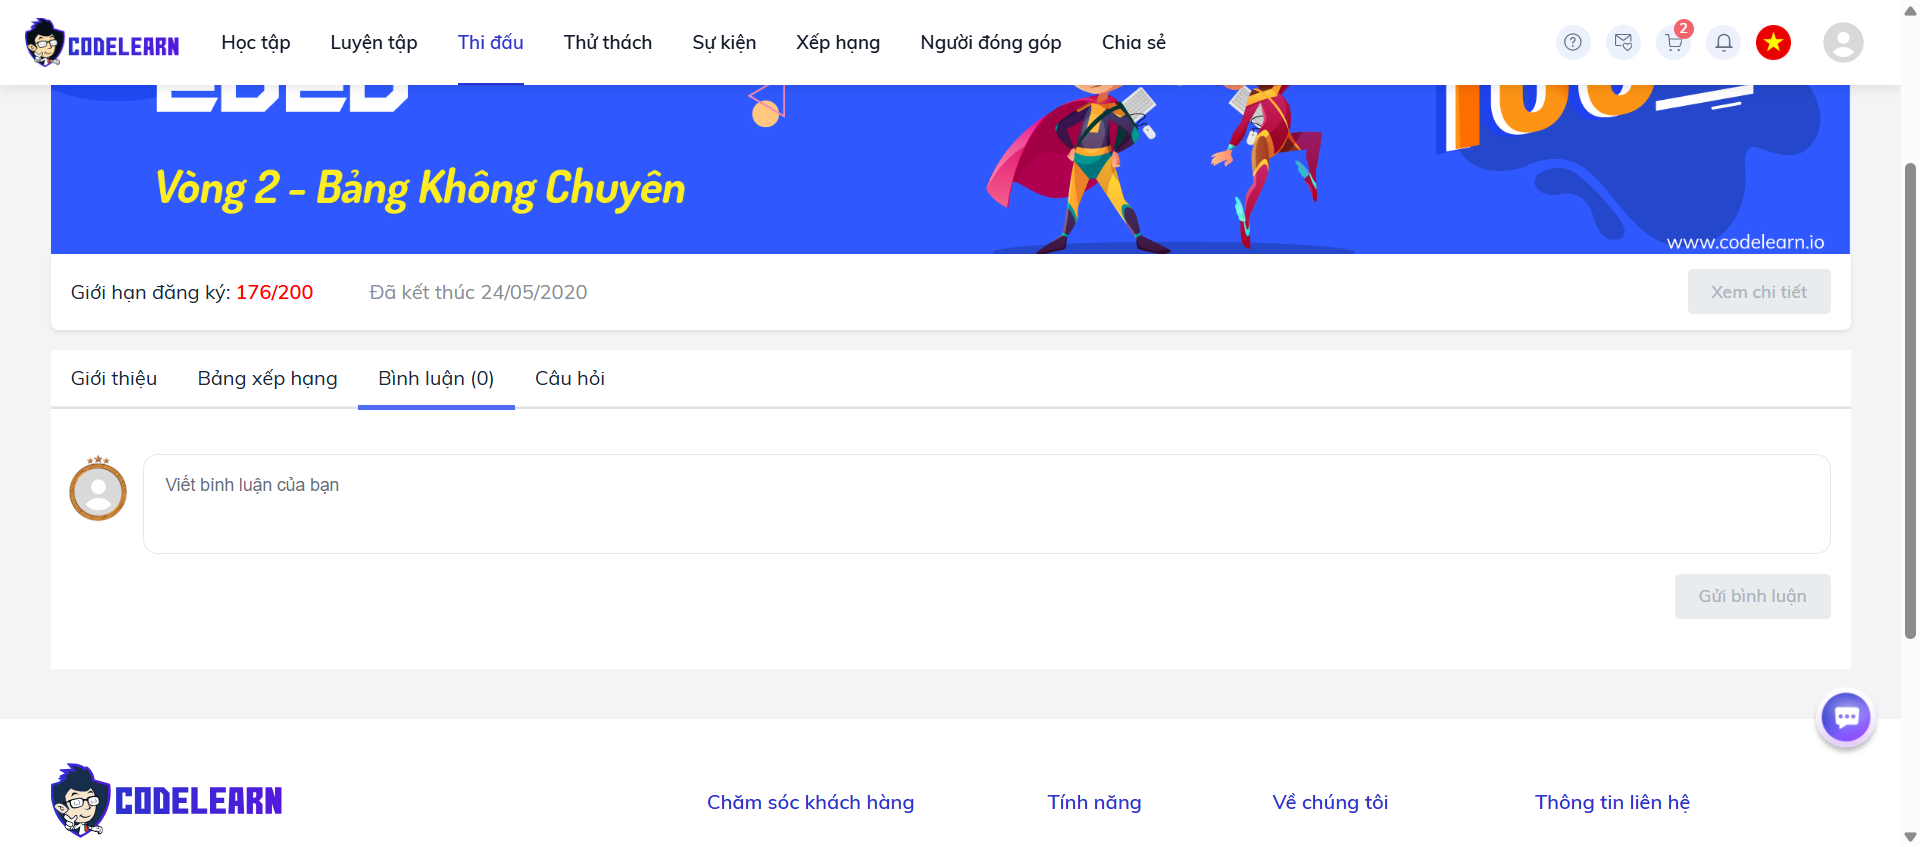 CODELEARN
Học tập
Luyện tập
Thi đấu
Thử thách
Sự kiện
Xếp hạng
Người đóng góp
Chia sẻ
2
Vòng 2 - Bảng Không Chuyên
www.codelearn.io
Giới hạn đăng ký: 176/200
Đã kết thúc 24/05/2020
Xem chi tiết
Giới thiệu
Bảng xếp hạng
Bình luận (0)
Câu hỏi
Viết bình luận của bạn
Gửi bình luận
CODELEARN
Chăm sóc khách hàng
Tính năng
Về chúng tôi
Thông tin liên hệ